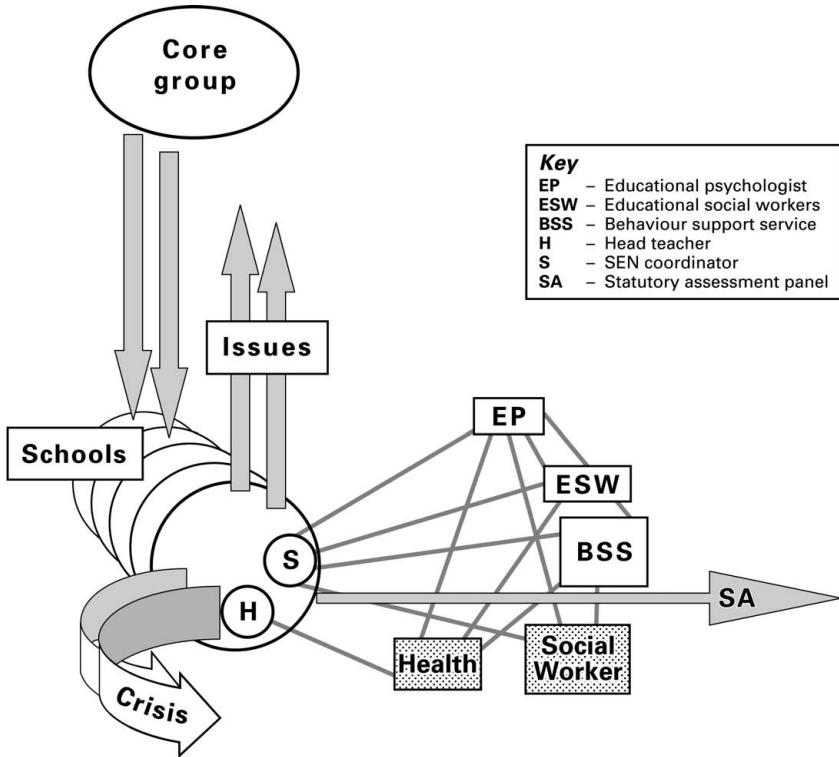 Core
group
Key
EP – Educational psychologist
ESW – Educational social workers
BSS – Behaviour support service
H – Head teacher
S – SEN coordinator
SA – Statutory assessment panel
Issues
Schools
EP
ESW
BSS
S
H
SA
Health
Social
Worker
Crisis